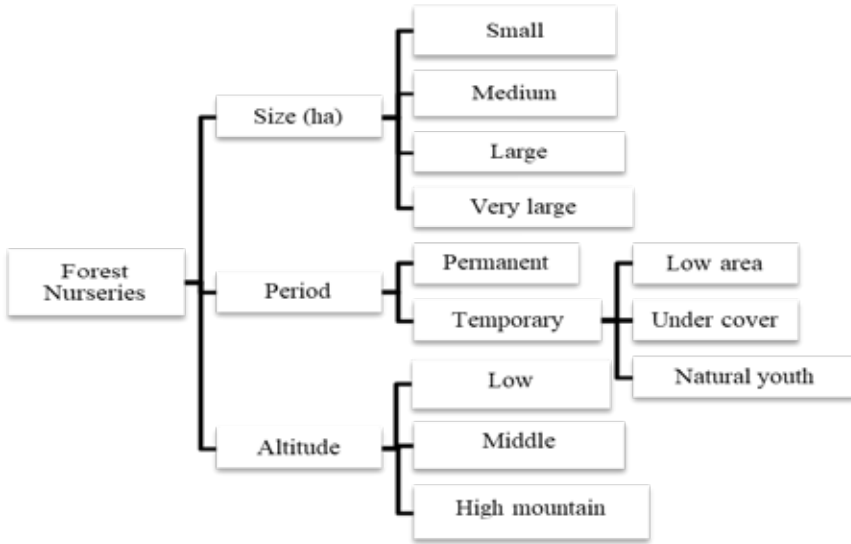 Forest
Nurseries
Size (ha)
Small
Medium
Large
Very large
Period
Permanent
Temporary
Low area
Under cover
Natural youth
Altitude
Low
Middle
High mountain